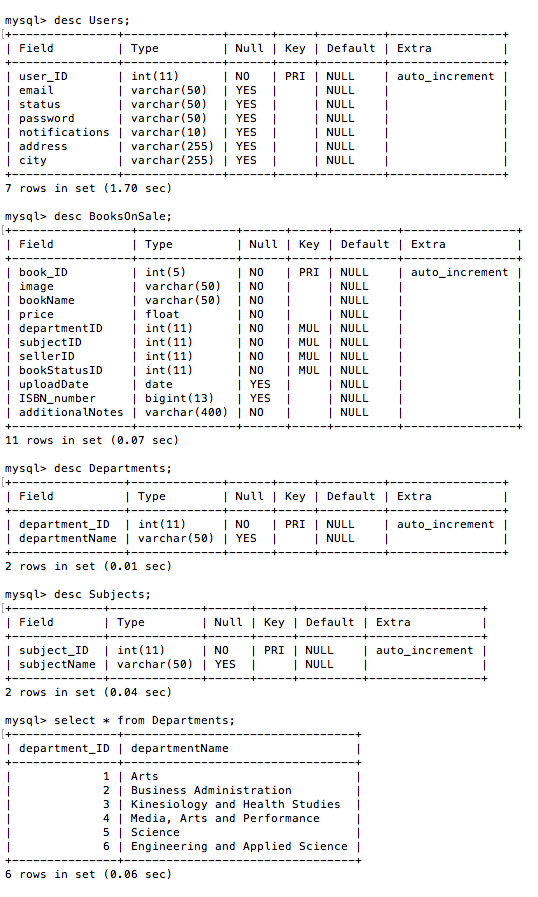 mysql> desc Users;
+---------------+--------------+------+-----+---------+----------------+
| Field         | Type         | Null | Key | Default | Extra          |
+---------------+--------------+------+-----+---------+----------------+
| user_ID       | int(11)      | NO   | PRI | NULL    | auto_increment |
| email         | varchar(50)  | YES  |     | NULL    |                |
| status        | varchar(50)  | YES  |     | NULL    |                |
| password      | varchar(50)  | YES  |     | NULL    |                |
| notifications | varchar(10)  | YES  |     | NULL    |                |
| address       | varchar(255) | YES  |     | NULL    |                |
| city          | varchar(255) | YES  |     | NULL    |                |
+---------------+--------------+------+-----+---------+----------------+
7 rows in set (1.70 sec)
mysql> desc BooksOnSale;
+-----------------+--------------+------+-----+---------+----------------+
| Field           | Type         | Null | Key | Default | Extra          |
+-----------------+--------------+------+-----+---------+----------------+
| book_ID         | int(5)       | NO   | PRI | NULL    | auto_increment |
| image           | varchar(50)  | NO   |     | NULL    |                |
| bookName        | varchar(50)  | NO   |     | NULL    |                |
| price           | float        | NO   |     | NULL    |                |
| departmentID    | int(11)      | NO   | MUL | NULL    |                |
| subjectID       | int(11)      | NO   | MUL | NULL    |                |
| sellerID        | int(11)      | NO   | MUL | NULL    |                |
| bookStatusID    | int(11)      | NO   | MUL | NULL    |                |
| uploadDate      | date         | YES  |     | NULL    |                |
| ISBN_number     | bigint(13)   | YES  |     | NULL    |                |
| additionalNotes | varchar(400) | NO   |     | NULL    |                |
+-----------------+--------------+------+-----+---------+----------------+
11 rows in set (0.07 sec)
mysql> desc Departments;
+----------------+-------------+------+-----+---------+----------------+
| Field          | Type        | Null | Key | Default | Extra          |
+----------------+-------------+------+-----+---------+----------------+
| department_ID  | int(11)     | NO   | PRI | NULL    | auto_increment |
| departmentName | varchar(50) | YES  |     | NULL    |                |
+----------------+-------------+------+-----+---------+----------------+
2 rows in set (0.01 sec)
mysql> desc Subjects;
+-------------+-------------+------+-----+---------+----------------+
| Field       | Type        | Null | Key | Default | Extra          |
+-------------+-------------+------+-----+---------+----------------+
| subject_ID  | int(11)     | NO   | PRI | NULL    | auto_increment |
| subjectName | varchar(50) | YES  |     | NULL    |                |
+-------------+-------------+------+-----+---------+----------------+
2 rows in set (0.04 sec)
mysql> select * from Departments;
+---------------+---------------------------------+
| department_ID | departmentName                  |
+---------------+---------------------------------+
|             1 | Arts                            |
|             2 | Business Administration         |
|             3 | Kinesiology and Health Studies  |
|             4 | Media, Arts and Performance     |
|             5 | Science                         |
|             6 | Engineering and Applied Science |
+---------------+---------------------------------+
6 rows in set (0.06 sec)